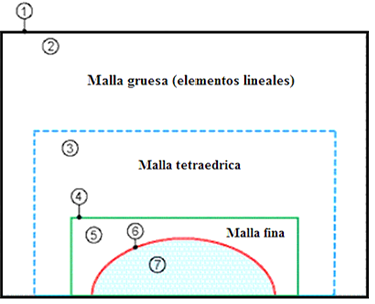 ①
②
Malla gruesa (elementos lineales)
③
Malla tetraedrica
④
⑤ ⑥ Malla fina
⑦